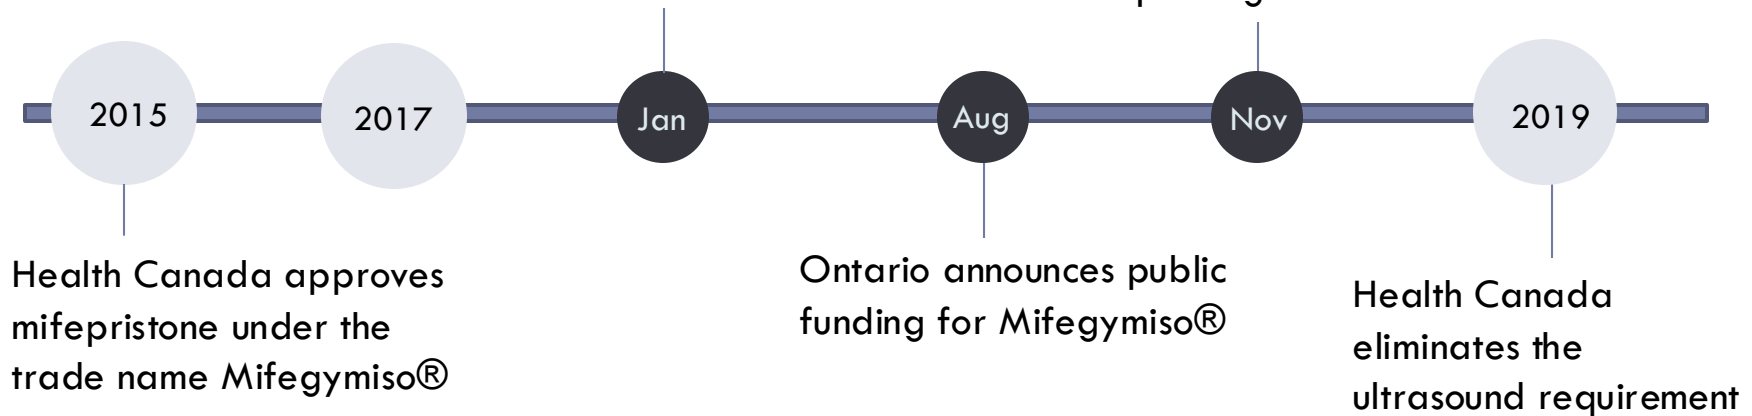 2015
2017
Jan
Aug
Nov
2019
Health Canada approves
mifepristone under the
trade name Mifegymiso®
Ontario announces public
funding for Mifegymiso®
Health Canada
eliminates the
ultrasound requirement